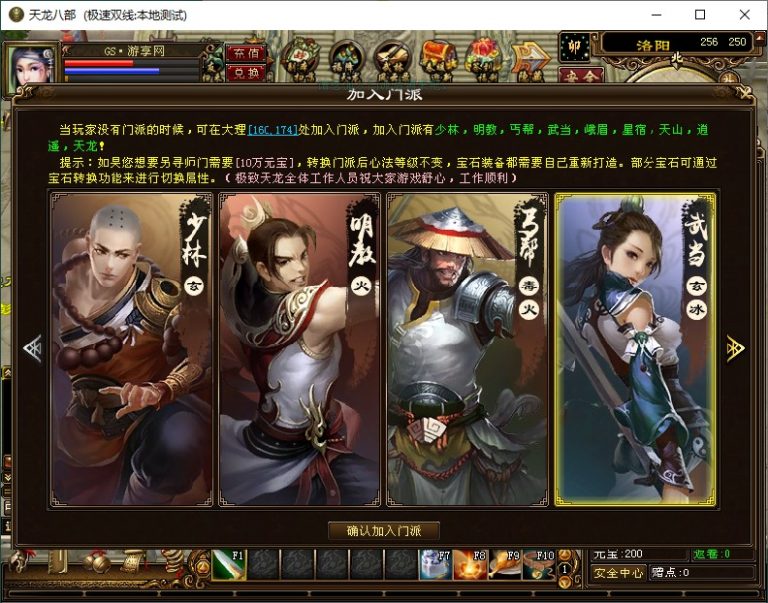 天龙八部 (极速双线:本地测试)
GS·游享网
充值
兑换
卯
洛阳
256 250
北
安全
加入门派
当玩家没有门派的时候，可在大理[160,174]处加入门派，加入门派有少林，明教，丐帮，武当，峨眉，星宿，天山，逍
遥，天龙！
提示：如果您想要另寻师门需要[10万元宝]，转换门派后心法等级不变，宝石装备都需要自己重新打造。部分宝石可通过
宝石转换功能来进行切换属性。（极致天龙全体工作人员祝大家游戏舒心，工作顺利）
少林
玄
明教
火
丐帮
毒
火
武当
玄
冰
确认加入门派
F1
F7
F8
F9
F10
1
元宝:200
安全中心
赠点:0